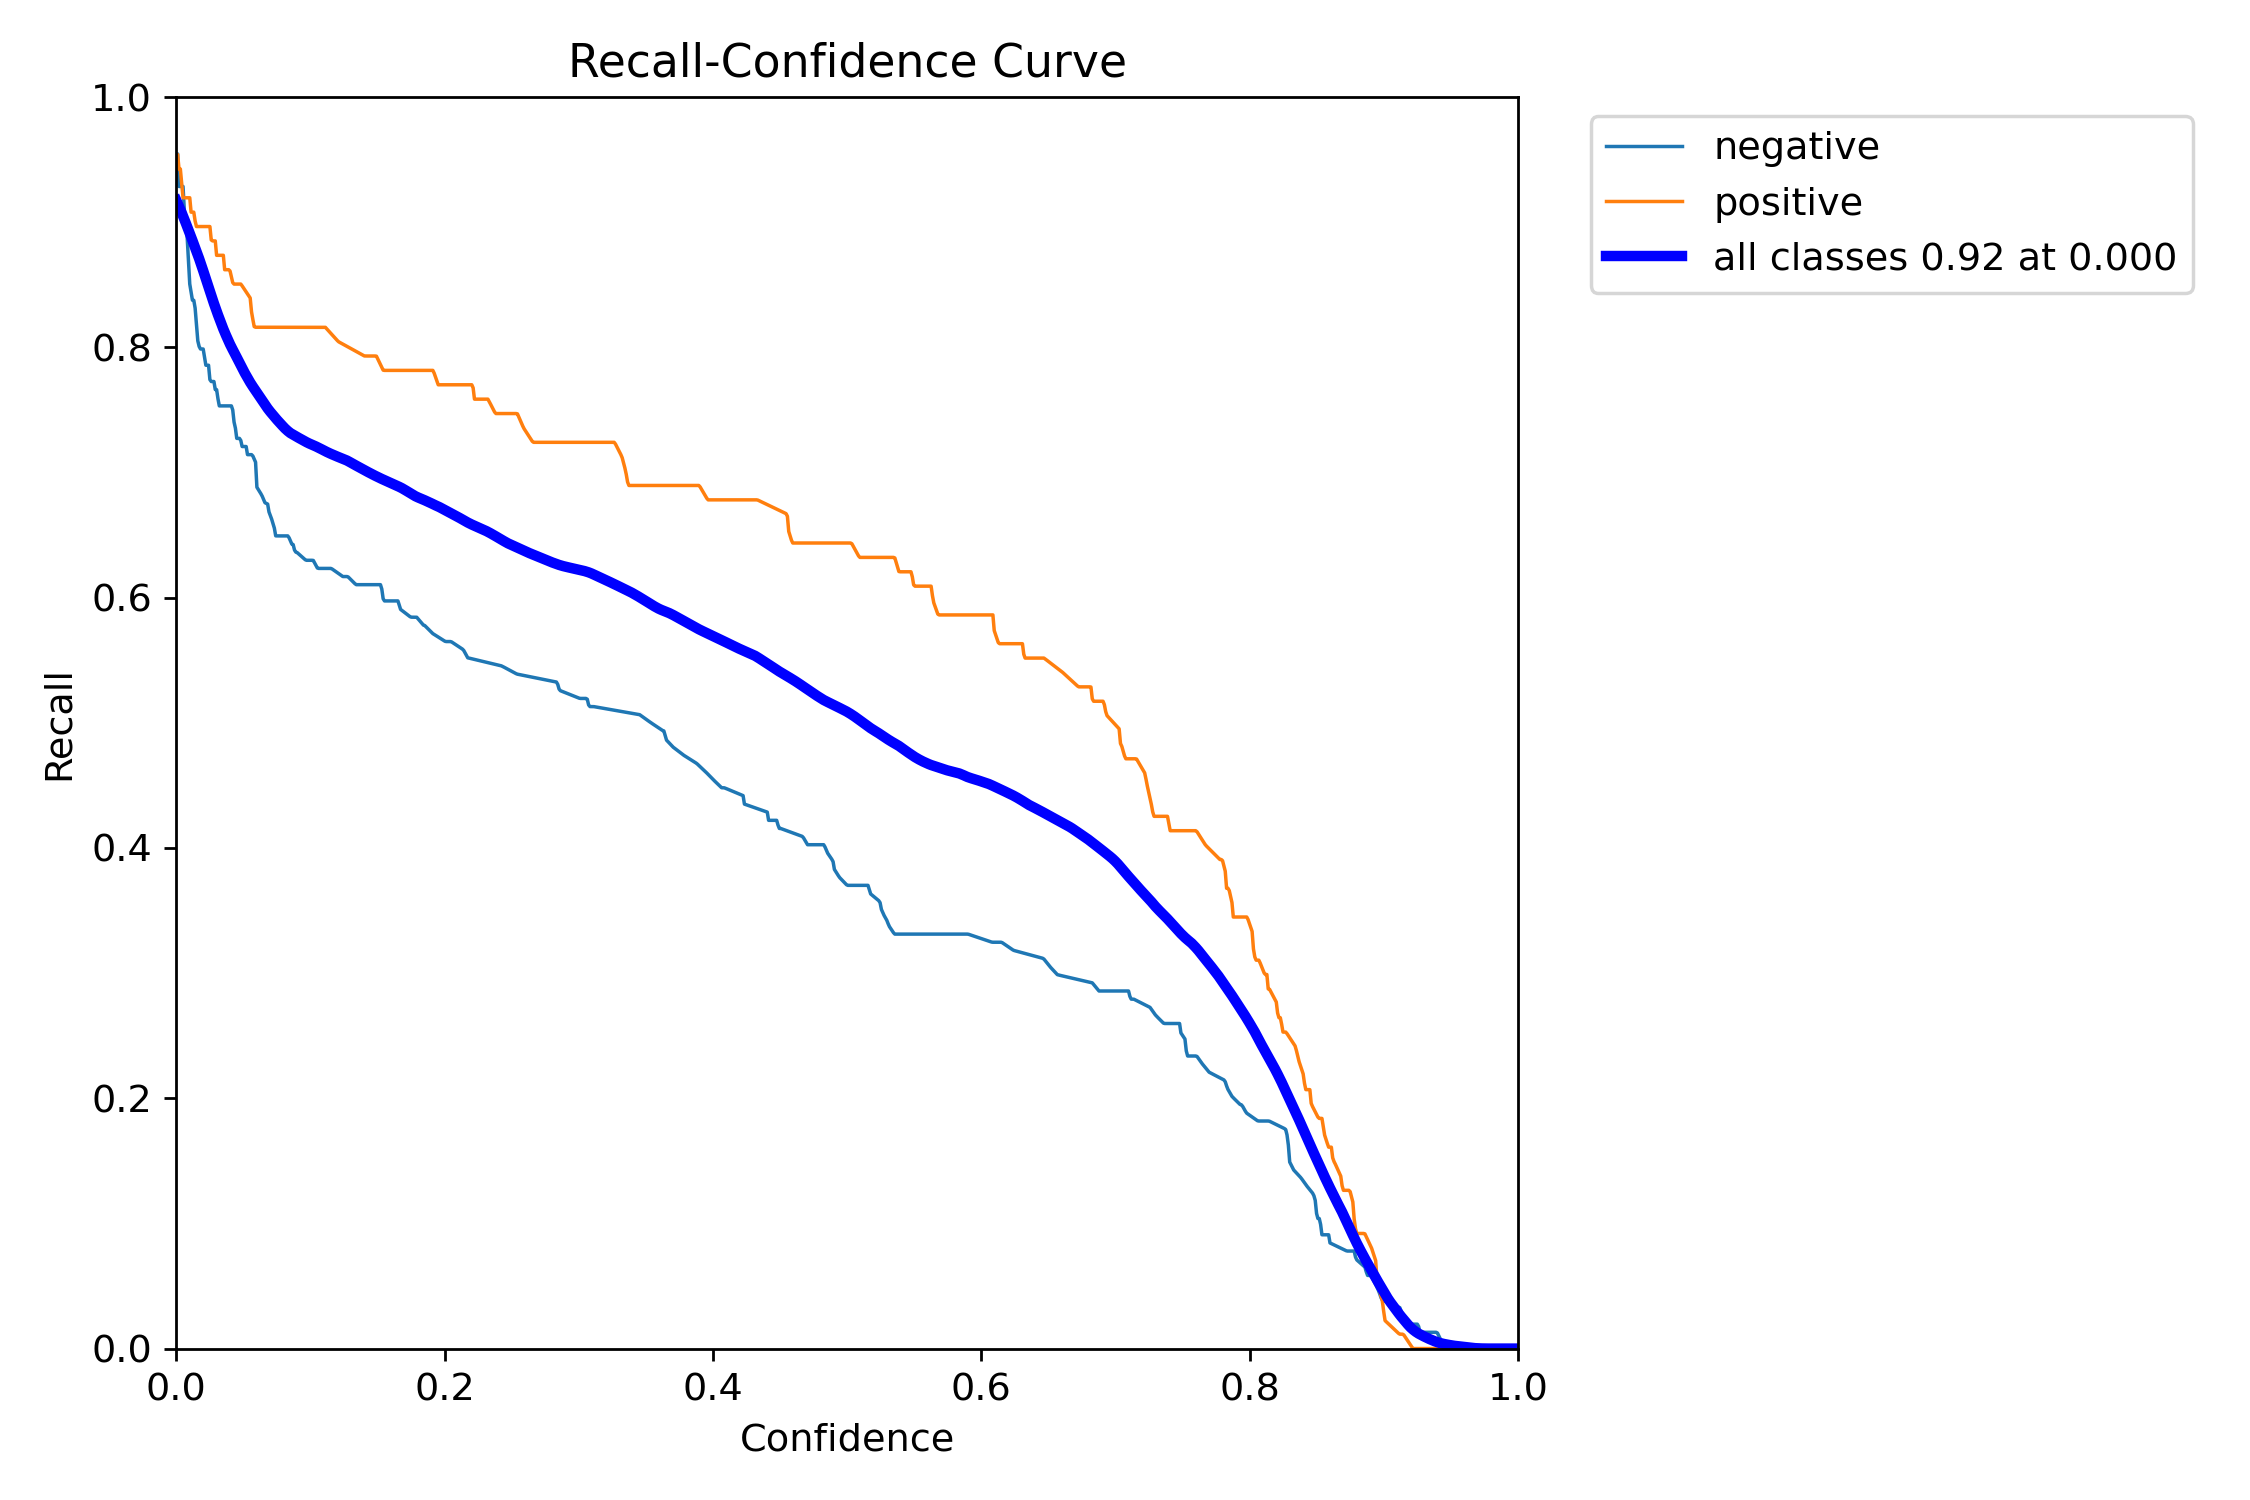 Recall-Confidence Curve
1.0
0.8
0.6
0.4
0.2
0.0
Recall
0.0 0.2 0.4 0.6 0.8 1.0
Confidence
negative
positive
all classes 0.92 at 0.000